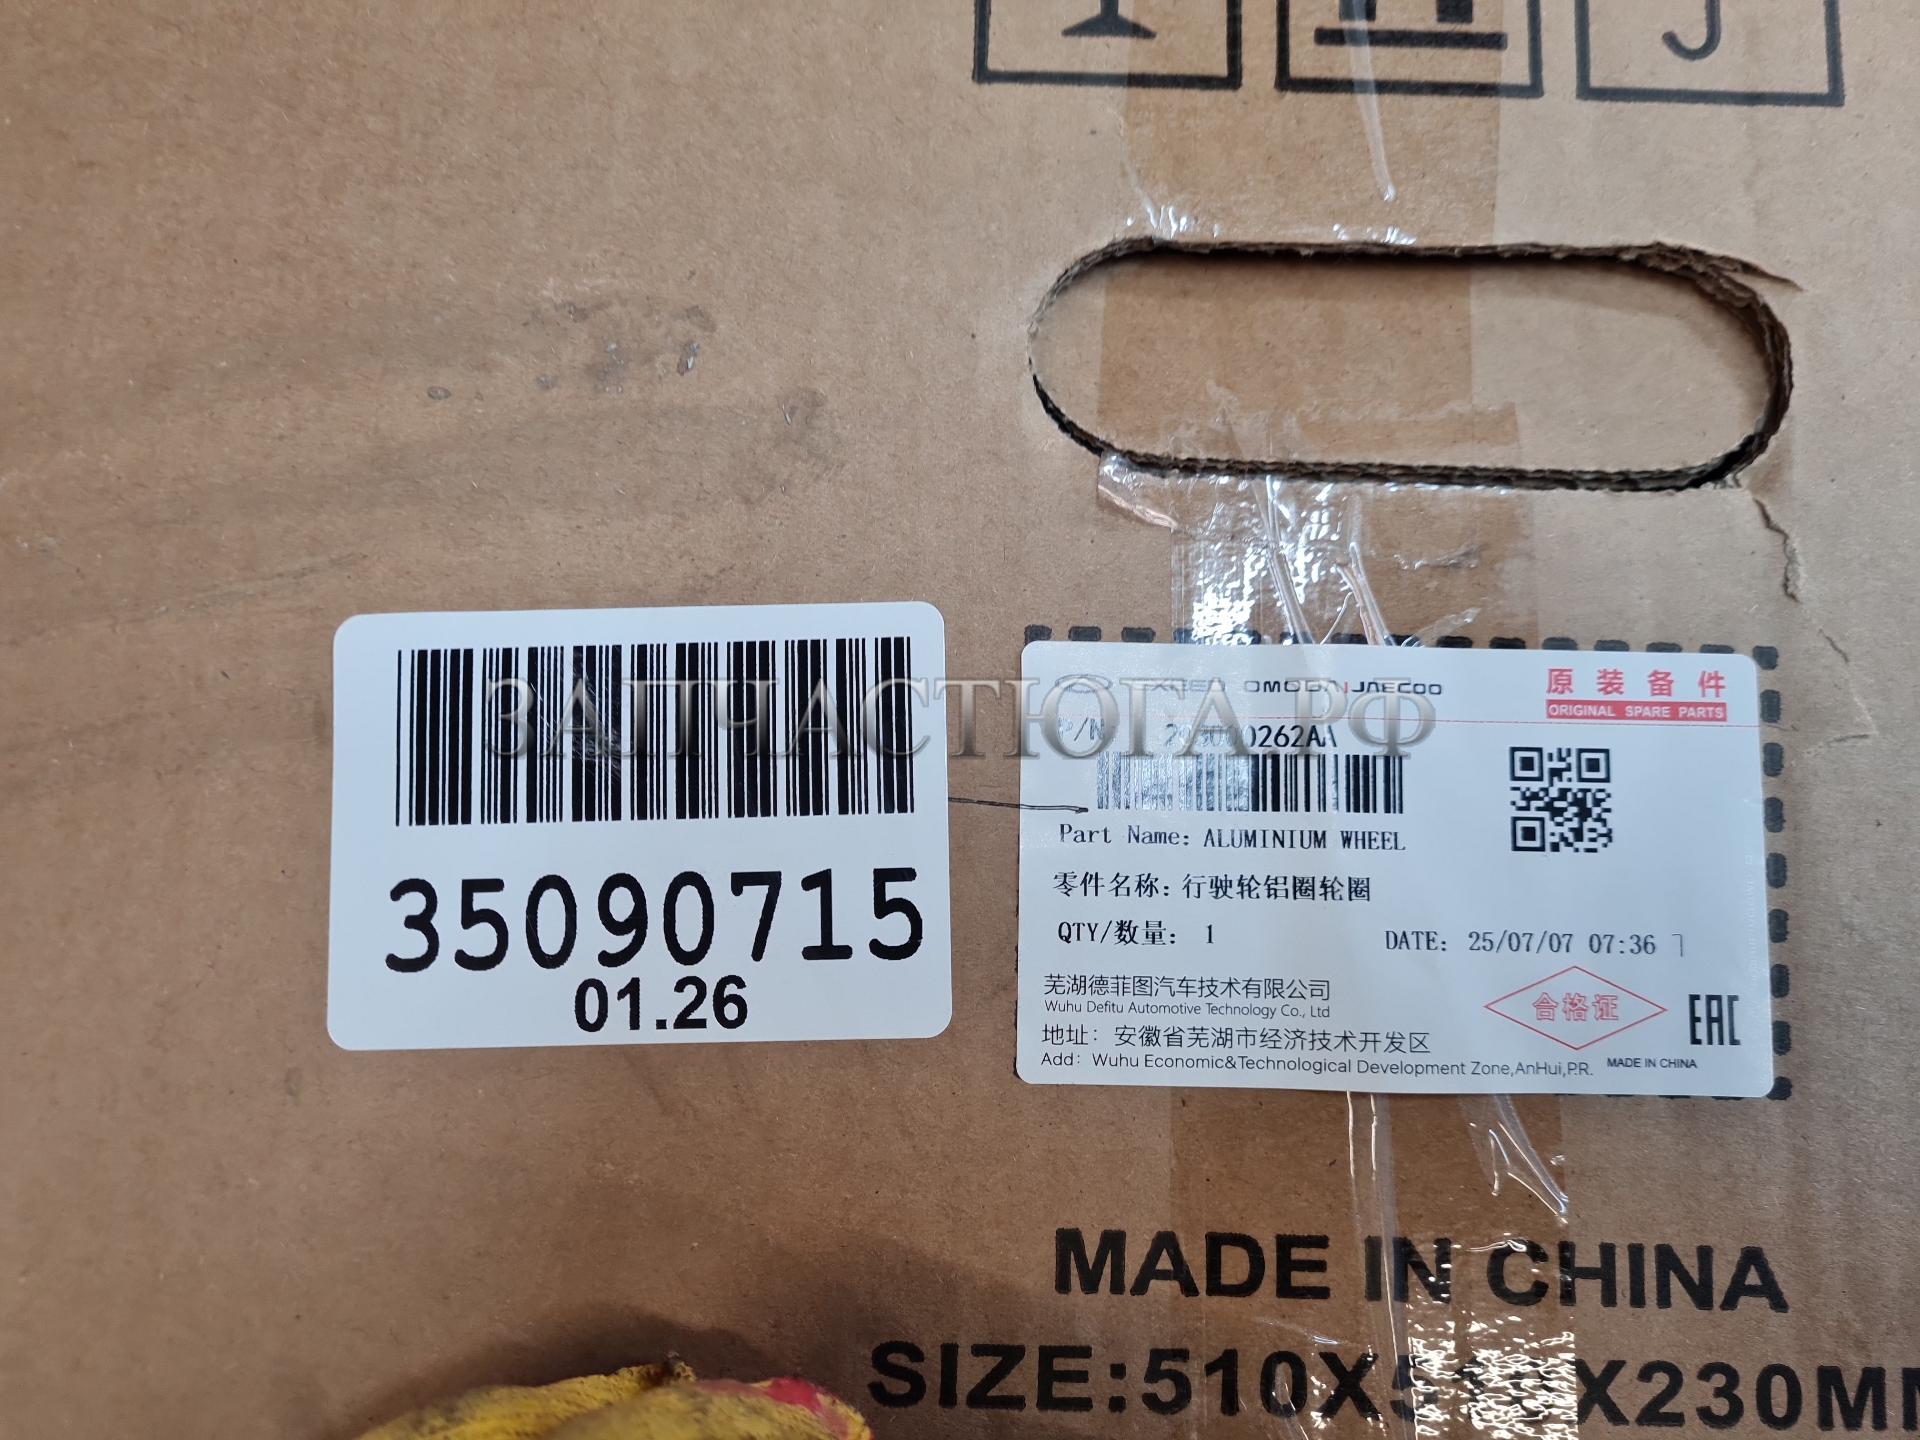 35090715
01.26
ЗАПЧАСТЮГА.РФ
EXEED OMODA JAECOO
原装备件
ORIGINAL SPARE PARTS
P/N
Part Name: ALUMINIUM WHEEL
零件名称: 行驶轮铝圈轮圈
QTY/数量: 1
DATE: 25/07/07 07:36
芜湖德菲图汽车技术有限公司
Wuhu Defitu Automotive Technology Co., Ltd
合格证
EAC
地址: 安徽省芜湖市经济技术开发区
Add: Wuhu Economic&Technological Development Zone,AnHui,P.R.
MADE IN CHINA
MADE IN CHINA